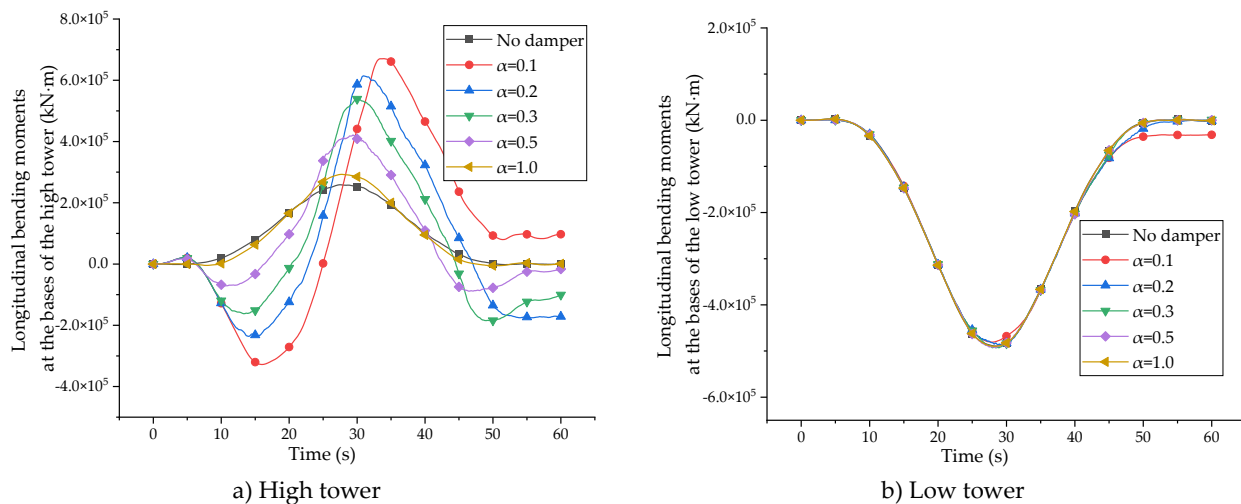 Longitudinal bending moments
at the bases of the high tower (kN·m)
8.0×10⁵
6.0×10⁵
4.0×10⁵
2.0×10⁵
0.0
-2.0×10⁵
-4.0×10⁵
No damper
α=0.1
α=0.2
α=0.3
α=0.5
α=1.0
0 10 20 30 40 50 60
Time (s)
a) High tower
Longitudinal bending moments
at the bases of the low tower (kN·m)
2.0×10⁵
0.0
-2.0×10⁵
-4.0×10⁵
-6.0×10⁵
No damper
α=0.1
α=0.2
α=0.3
α=0.5
α=1.0
0 10 20 30 40 50 60
Time (s)
b) Low tower